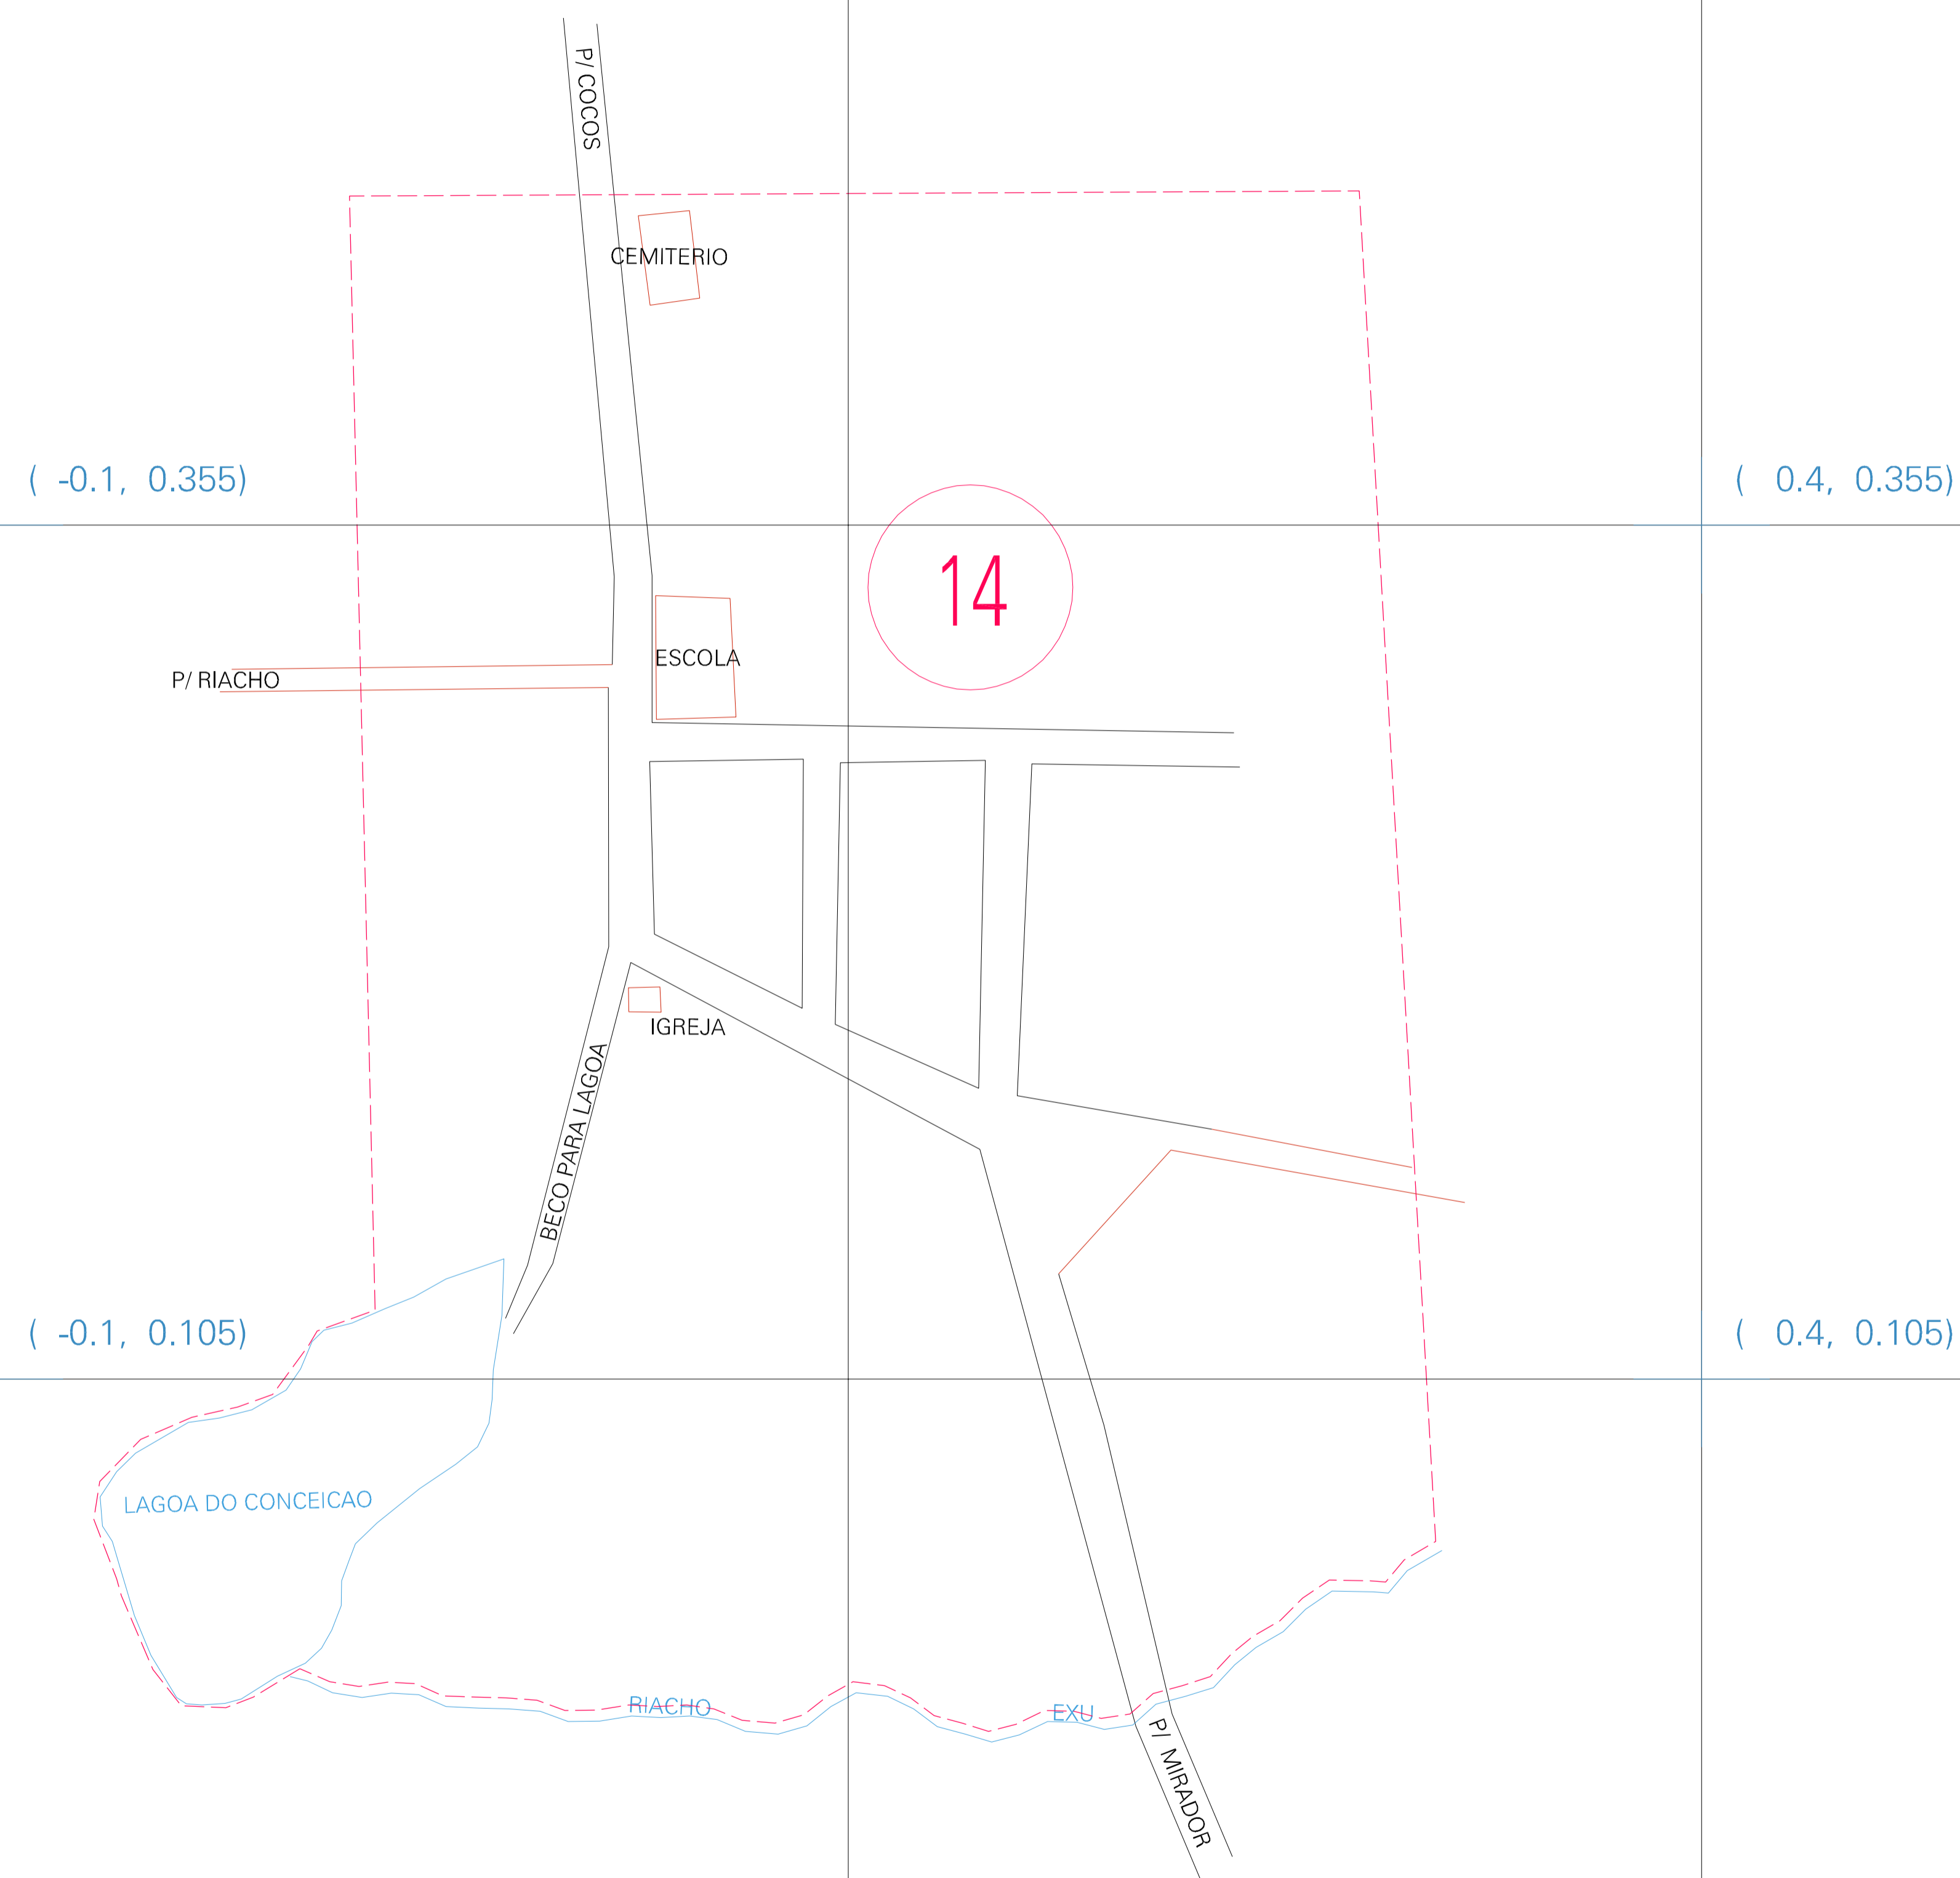 P/ COCOS
CEMITERIO
( -0.1, 0.355)
( 0.4, 0.355)
14
ESCOLA
P/ RIACHO
IGREJA
BECO PARA LAGOA
( -0.1, 0.105)
( 0.4, 0.105)
LAGOA DO CONCEICAO
RIACHO
EXU
P/ MIRADOR